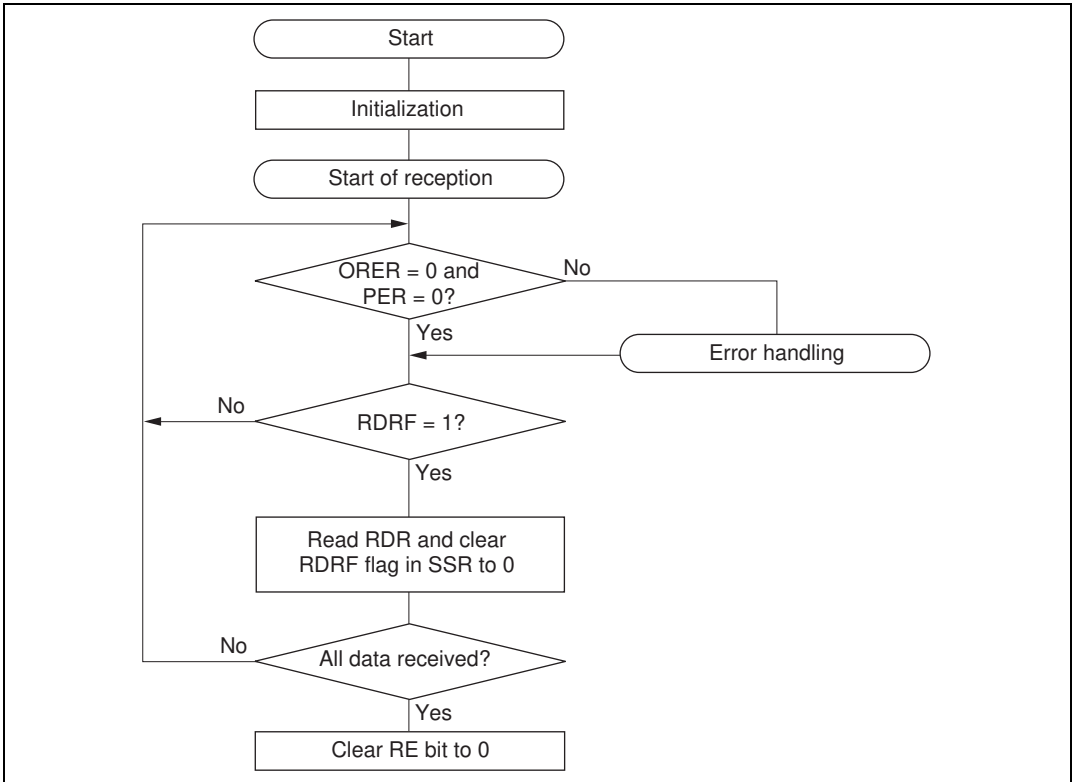 Start
Initialization
Start of reception
ORER = 0 and
PER = 0?
No
Yes
Error handling
No
RDRF = 1?
Yes
Read RDR and clear
RDRF flag in SSR to 0
No
All data received?
Yes
Clear RE bit to 0